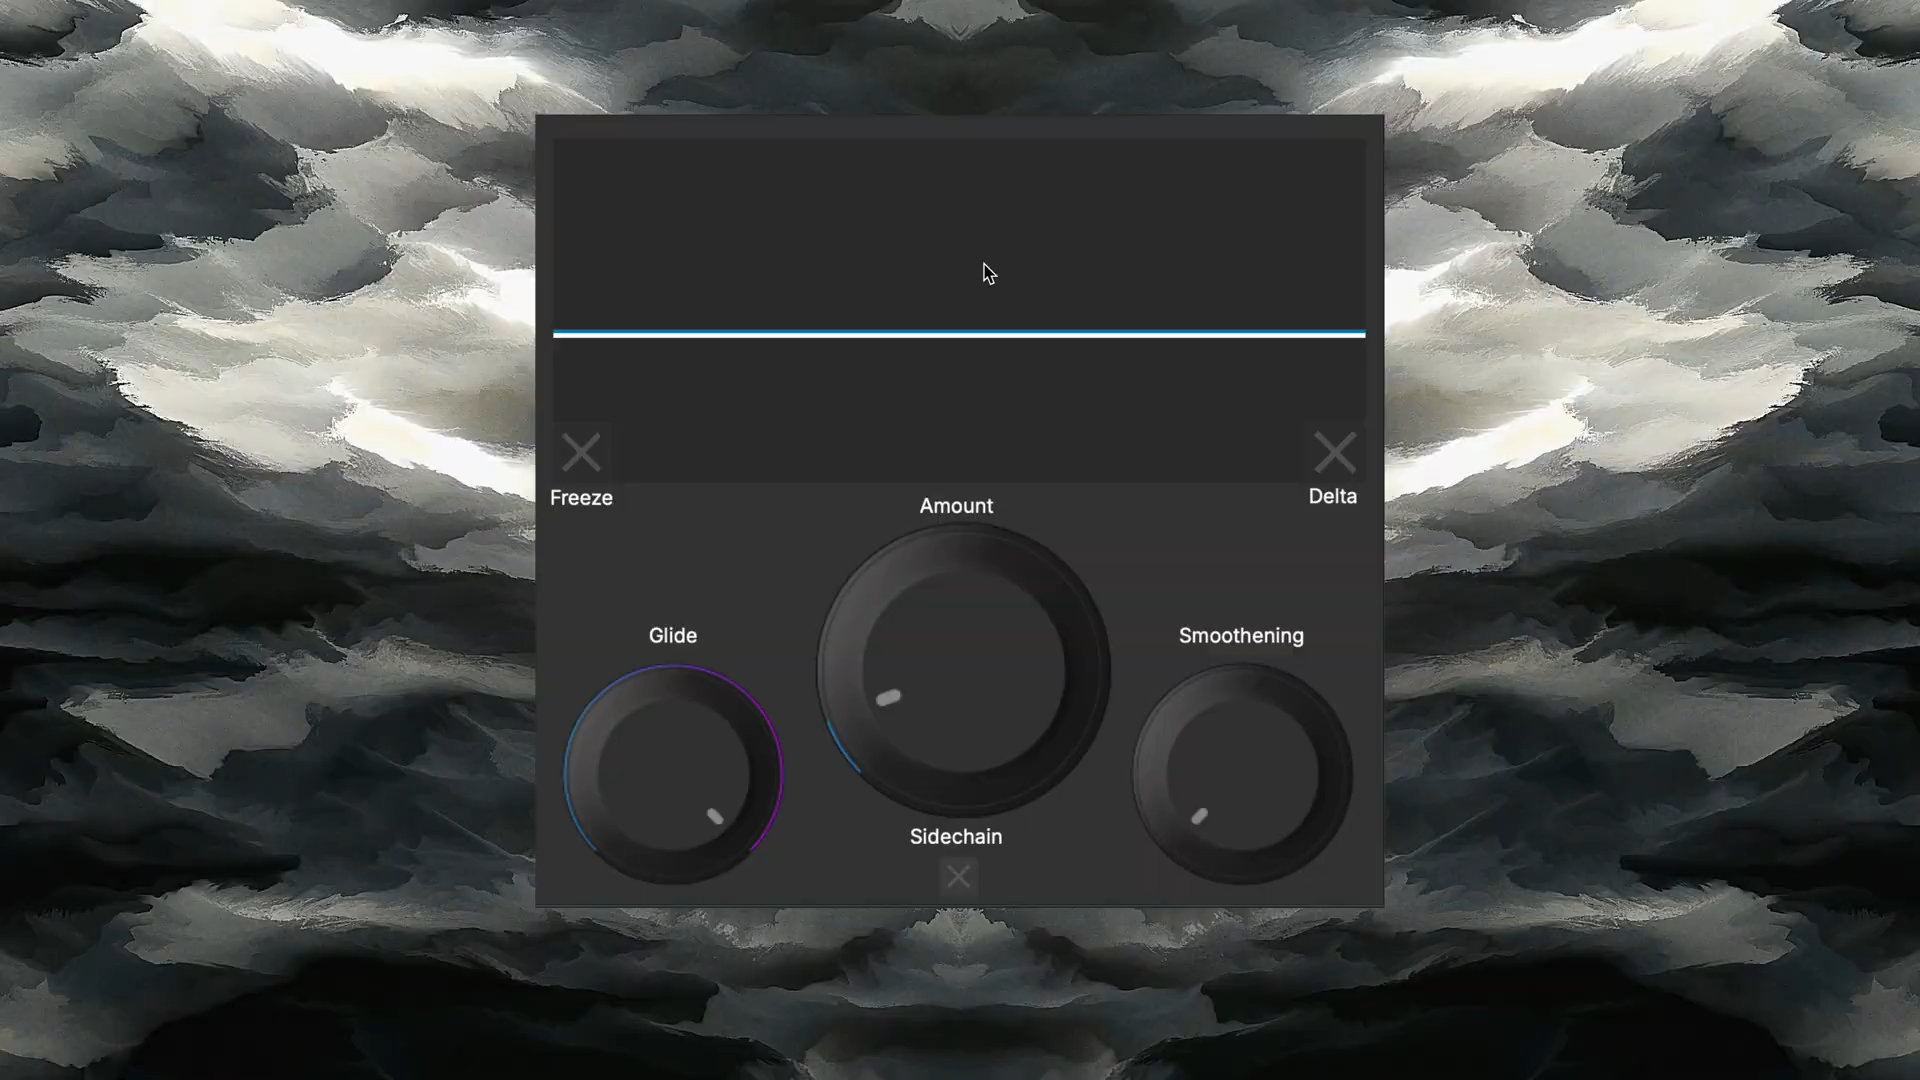 Freeze
Delta
Amount
Glide
Smoothening
Sidechain